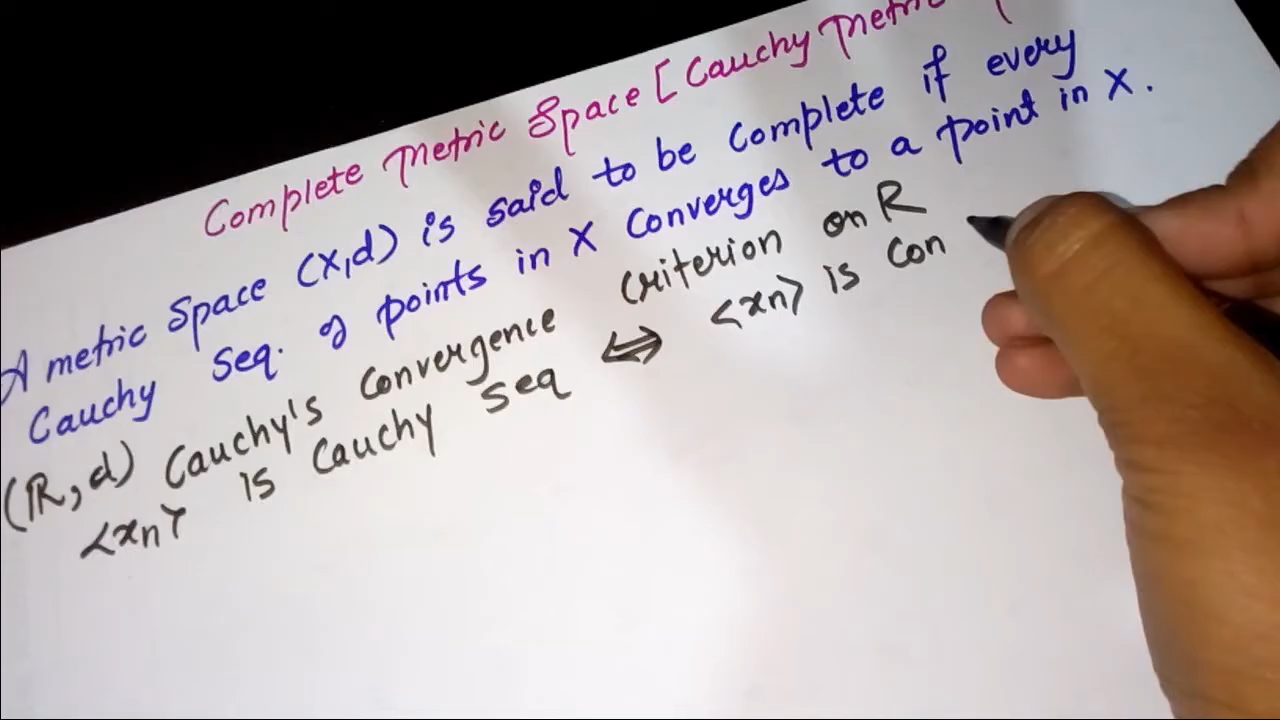 Complete Metric Space [Cauchy Metric
A metric space (X,d) is said to be complete if every
Cauchy seq. of points in X converges to a point in X.
(R,d) Cauchy's convergence criterion on R
<xn> is Cauchy seq ⇔ <xn> is con